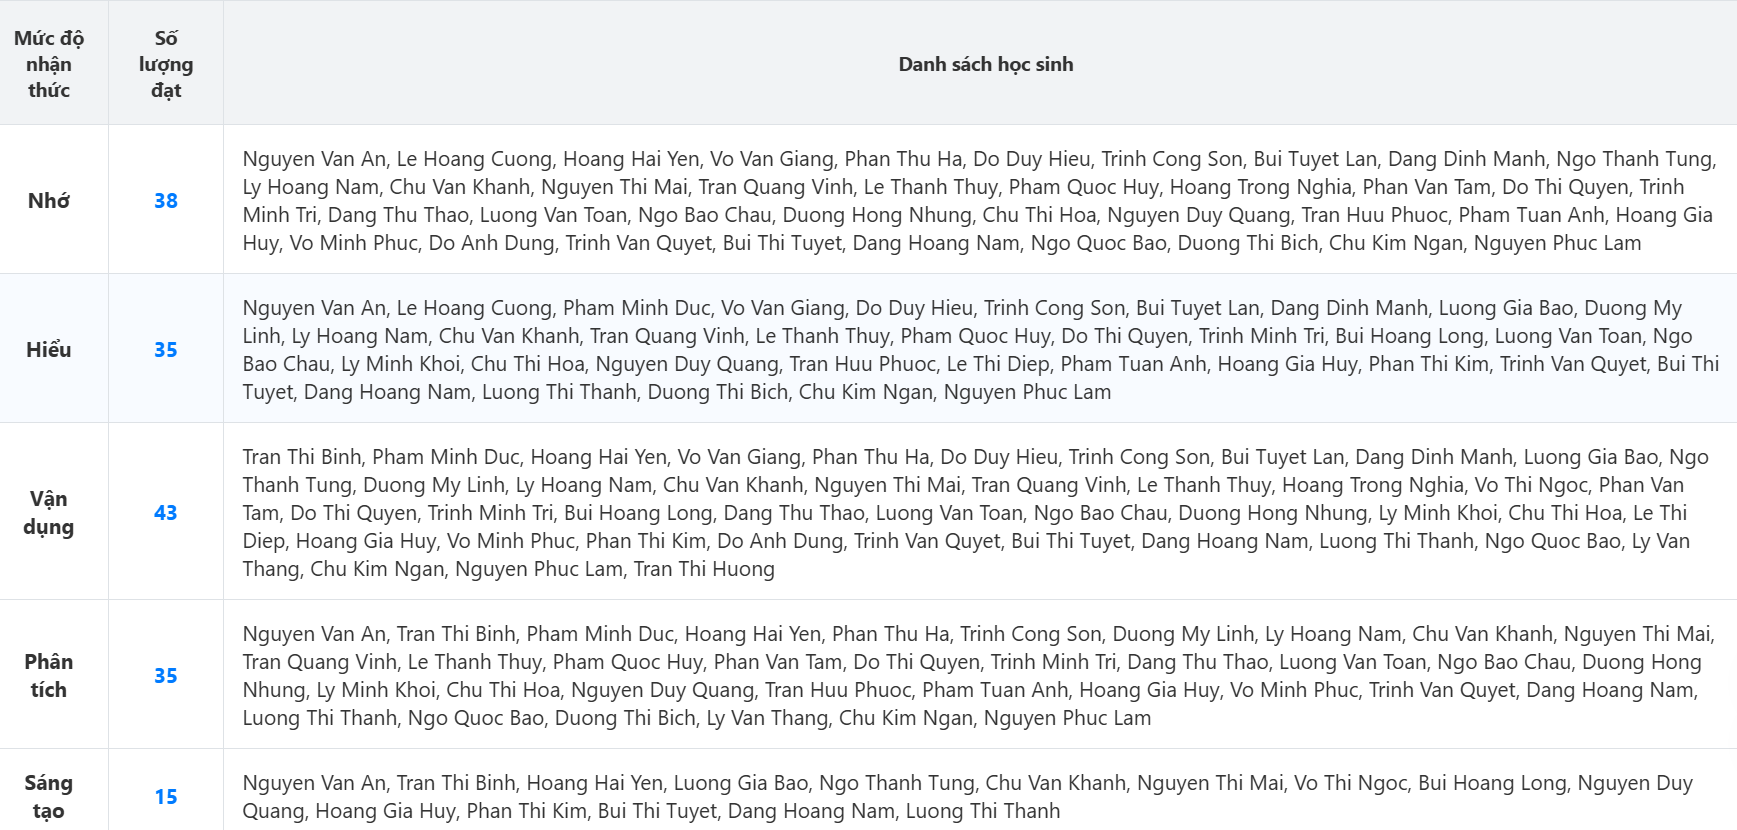 Mức độ
nhận
thức
Số
lượng
đạt
Danh sách học sinh
Nhớ
38
Nguyen Van An, Le Hoang Cuong, Hoang Hai Yen, Vo Van Giang, Phan Thu Ha, Do Duy Hieu, Trinh Cong Son, Bui Tuyet Lan, Dang Dinh Manh, Ngo Thanh Tung,
Ly Hoang Nam, Chu Van Khanh, Nguyen Thi Mai, Tran Quang Vinh, Le Thanh Thuy, Pham Quoc Huy, Hoang Trong Nghia, Phan Van Tam, Do Thi Quyen, Trinh
Minh Tri, Dang Thu Thao, Luong Van Toan, Ngo Bao Chau, Duong Hong Nhung, Chu Thi Hoa, Nguyen Duy Quang, Tran Huu Phuoc, Pham Tuan Anh, Hoang Gia
Huy, Vo Minh Phuc, Do Anh Dung, Trinh Van Quyet, Bui Thi Tuyet, Dang Hoang Nam, Ngo Quoc Bao, Duong Thi Bich, Chu Kim Ngan, Nguyen Phuc Lam
Hiểu
35
Nguyen Van An, Le Hoang Cuong, Pham Minh Duc, Vo Van Giang, Do Duy Hieu, Trinh Cong Son, Bui Tuyet Lan, Dang Dinh Manh, Luong Gia Bao, Duong My
Linh, Ly Hoang Nam, Chu Van Khanh, Tran Quang Vinh, Le Thanh Thuy, Pham Quoc Huy, Do Thi Quyen, Trinh Minh Tri, Bui Hoang Long, Luong Van Toan, Ngo
Bao Chau, Ly Minh Khoi, Chu Thi Hoa, Nguyen Duy Quang, Tran Huu Phuoc, Le Thi Diep, Pham Tuan Anh, Hoang Gia Huy, Phan Thi Kim, Trinh Van Quyet, Bui Thi
Tuyet, Dang Hoang Nam, Luong Thi Thanh, Duong Thi Bich, Chu Kim Ngan, Nguyen Phuc Lam
Vận
dụng
43
Tran Thi Binh, Pham Minh Duc, Hoang Hai Yen, Vo Van Giang, Phan Thu Ha, Do Duy Hieu, Trinh Cong Son, Bui Tuyet Lan, Dang Dinh Manh, Luong Gia Bao, Ngo
Thanh Tung, Duong My Linh, Ly Hoang Nam, Chu Van Khanh, Nguyen Thi Mai, Tran Quang Vinh, Le Thanh Thuy, Hoang Trong Nghia, Vo Thi Ngoc, Phan Van
Tam, Do Thi Quyen, Trinh Minh Tri, Bui Hoang Long, Dang Thu Thao, Luong Van Toan, Ngo Bao Chau, Duong Hong Nhung, Ly Minh Khoi, Chu Thi Hoa, Le Thi
Diep, Hoang Gia Huy, Vo Minh Phuc, Phan Thi Kim, Do Anh Dung, Trinh Van Quyet, Bui Thi Tuyet, Dang Hoang Nam, Luong Thi Thanh, Ngo Quoc Bao, Ly Van
Thang, Chu Kim Ngan, Nguyen Phuc Lam, Tran Thi Huong
Phân
tích
35
Nguyen Van An, Tran Thi Binh, Pham Minh Duc, Hoang Hai Yen, Phan Thu Ha, Trinh Cong Son, Duong My Linh, Ly Hoang Nam, Chu Van Khanh, Nguyen Thi Mai,
Tran Quang Vinh, Le Thanh Thuy, Pham Quoc Huy, Phan Van Tam, Do Thi Quyen, Trinh Minh Tri, Dang Thu Thao, Luong Van Toan, Ngo Bao Chau, Duong Hong
Nhung, Ly Minh Khoi, Chu Thi Hoa, Nguyen Duy Quang, Tran Huu Phuoc, Pham Tuan Anh, Hoang Gia Huy, Vo Minh Phuc, Trinh Van Quyet, Dang Hoang Nam,
Luong Thi Thanh, Ngo Quoc Bao, Duong Thi Bich, Ly Van Thang, Chu Kim Ngan, Nguyen Phuc Lam
Sáng
tạo
15
Nguyen Van An, Tran Thi Binh, Hoang Hai Yen, Luong Gia Bao, Ngo Thanh Tung, Chu Van Khanh, Nguyen Thi Mai, Vo Thi Ngoc, Bui Hoang Long, Nguyen Duy
Quang, Hoang Gia Huy, Phan Thi Kim, Bui Thi Tuyet, Dang Hoang Nam, Luong Thi Thanh